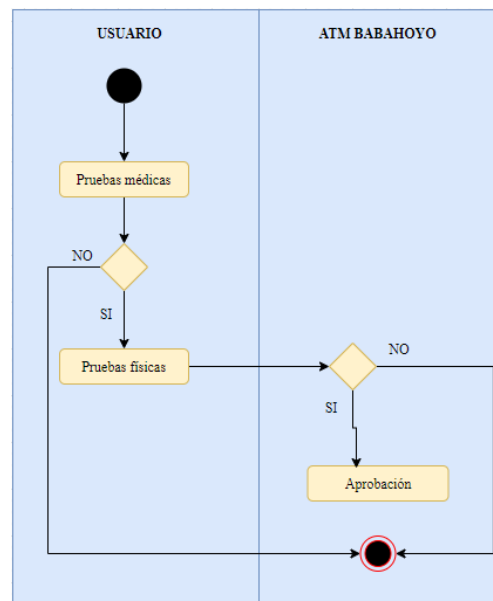 USUARIO
ATM BABAHOYO
Pruebas médicas
NO
SI
Pruebas físicas
NO
SI
Aprobación